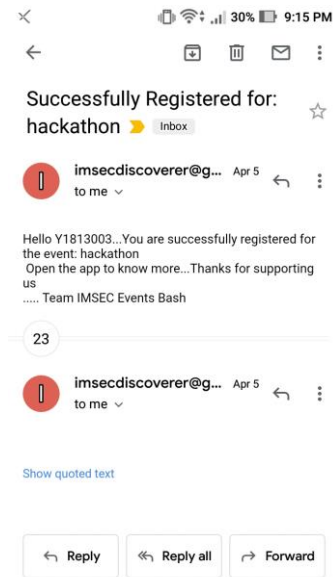 30% 9:15 PM
Successfully Registered for:
hackathon Inbox
I imsecdiscoverer@g... Apr 5
to me
Hello Y1813003...You are successfully registered for
the event: hackathon
Open the app to know more...Thanks for supporting
us
..... Team IMSEC Events Bash
23
I imsecdiscoverer@g... Apr 5
to me
Show quoted text
Reply Reply all Forward